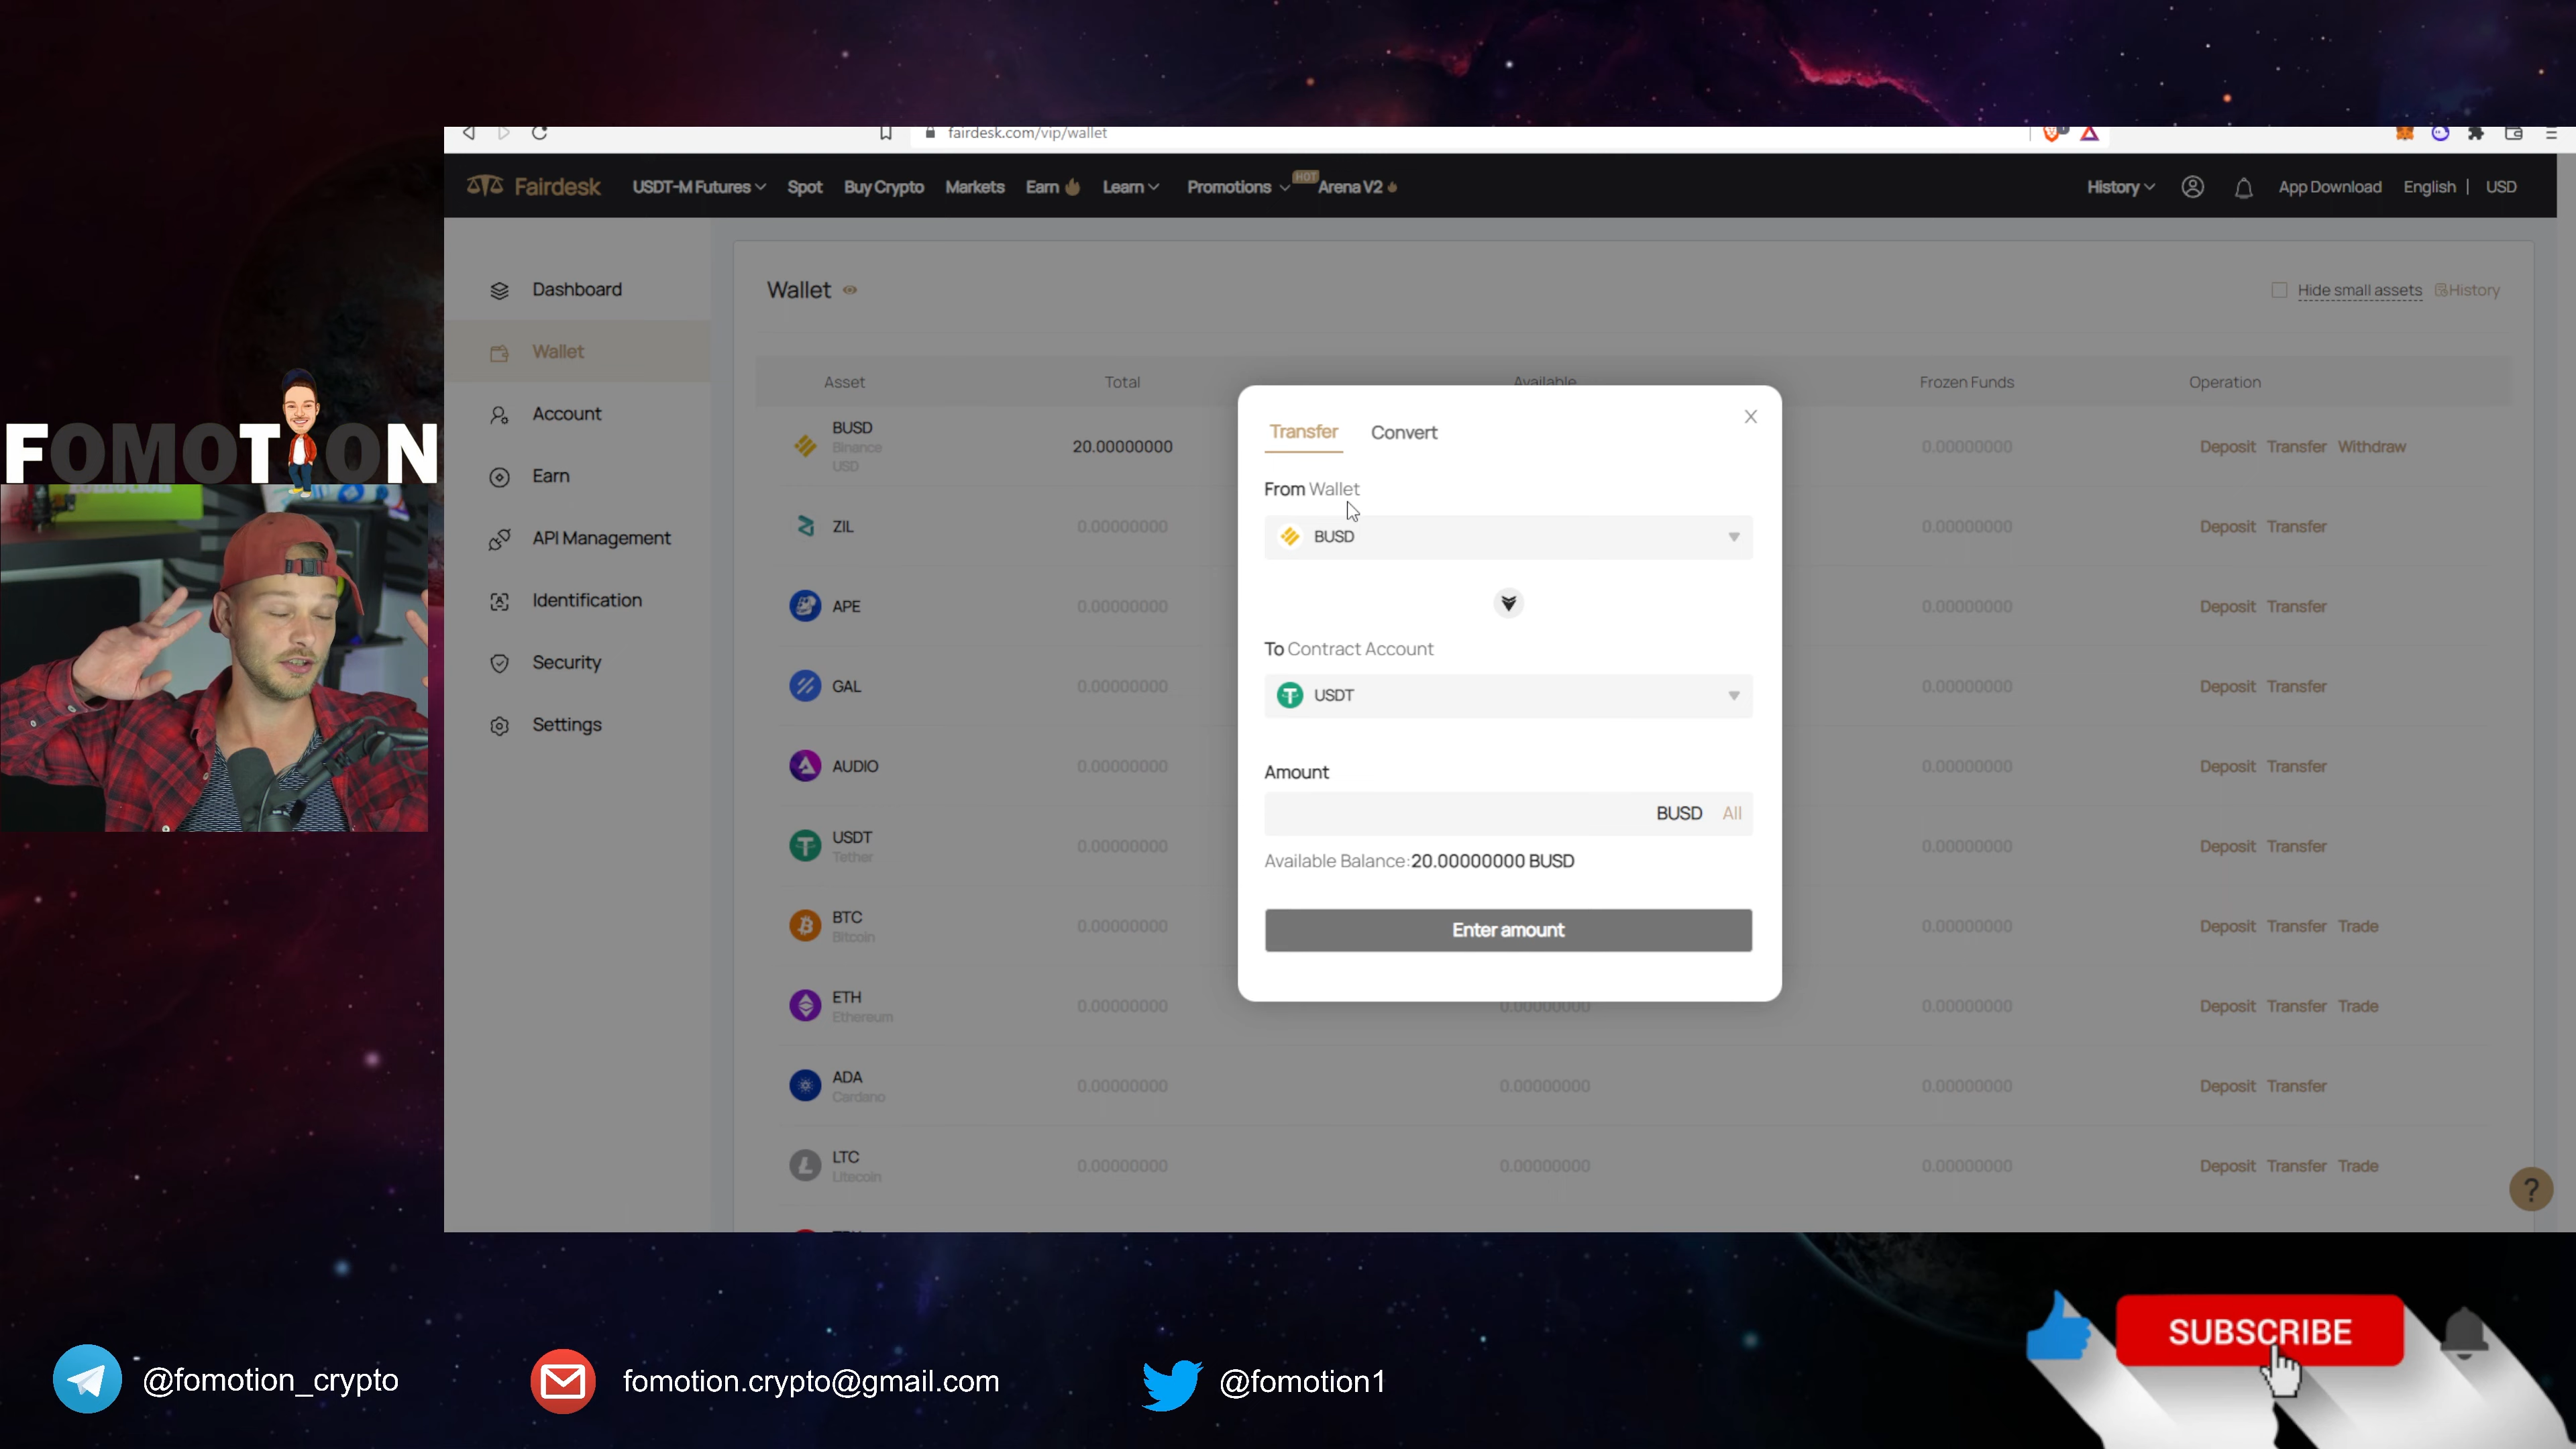 fairdesk.com/vip/wallet
Fairdesk USDT-M Futures Spot Buy Crypto Markets Earn Learn Promotions HOT Arena V2 History App Download English | USD
Dashboard
Wallet
Account
Earn
API Management
Identification
Security
Settings
FOMOTION
Wallet
Hide small assets History
Asset Total Available Frozen Funds Operation
BUSD
Binance
USD
20.00000000 0.00000000 Deposit Transfer Withdraw
ZIL 0.00000000 0.00000000 Deposit Transfer
APE 0.00000000 0.00000000 Deposit Transfer
GAL 0.00000000 0.00000000 Deposit Transfer
AUDIO 0.00000000 0.00000000 Deposit Transfer
USDT
Tether
0.00000000 0.00000000 Deposit Transfer
BTC
Bitcoin
0.00000000 0.00000000 Deposit Transfer Trade
ETH
Ethereum
0.00000000 0.00000000 0.00000000 Deposit Transfer Trade
ADA
Cardano
0.00000000 0.00000000 0.00000000 Deposit Transfer
LTC
Litecoin
0.00000000 0.00000000 0.00000000 Deposit Transfer Trade
Transfer Convert
From Wallet
BUSD
To Contract Account
USDT
Amount
BUSD All
Available Balance:20.00000000 BUSD
Enter amount
?
@fomotion_crypto
fomotion.crypto@gmail.com
@fomotion1
SUBSCRIBE